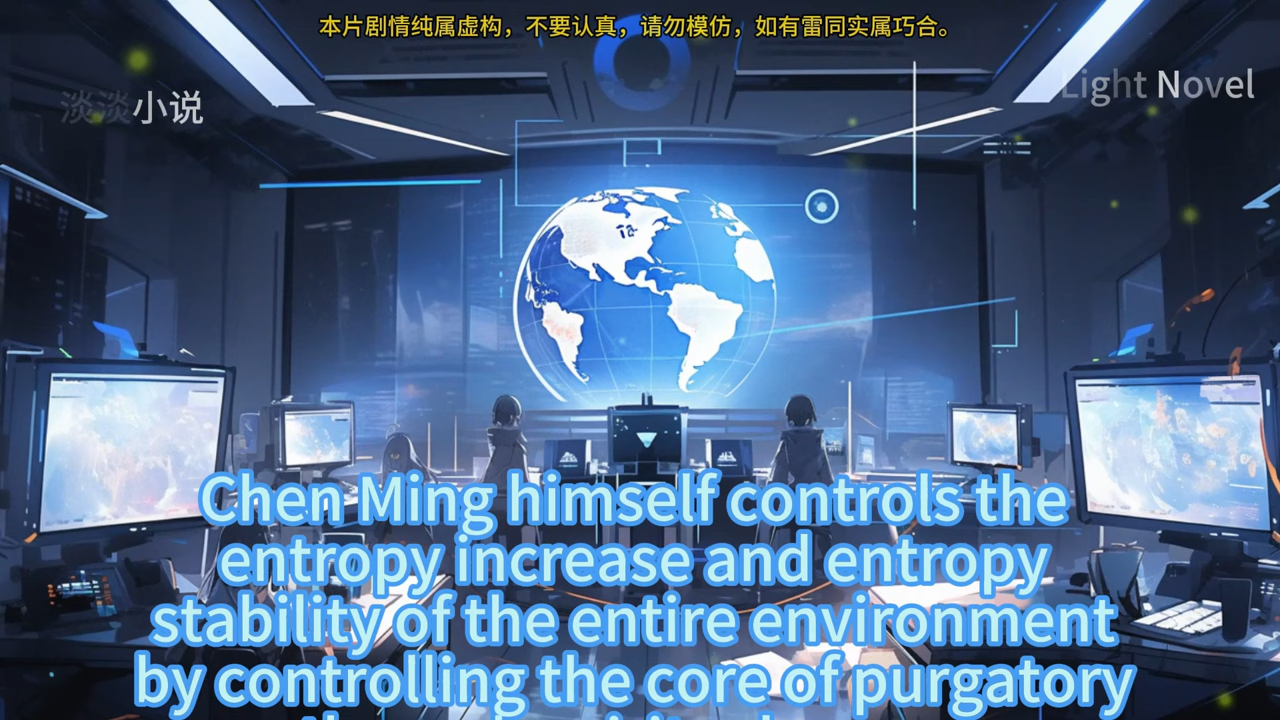 本片剧情纯属虚构，不要认真，请勿模仿，如有雷同实属巧合。
淡淡小说
Light Novel
Chen Ming himself controls the
entropy increase and entropy
stability of the entire environment
by controlling the core of purgatory